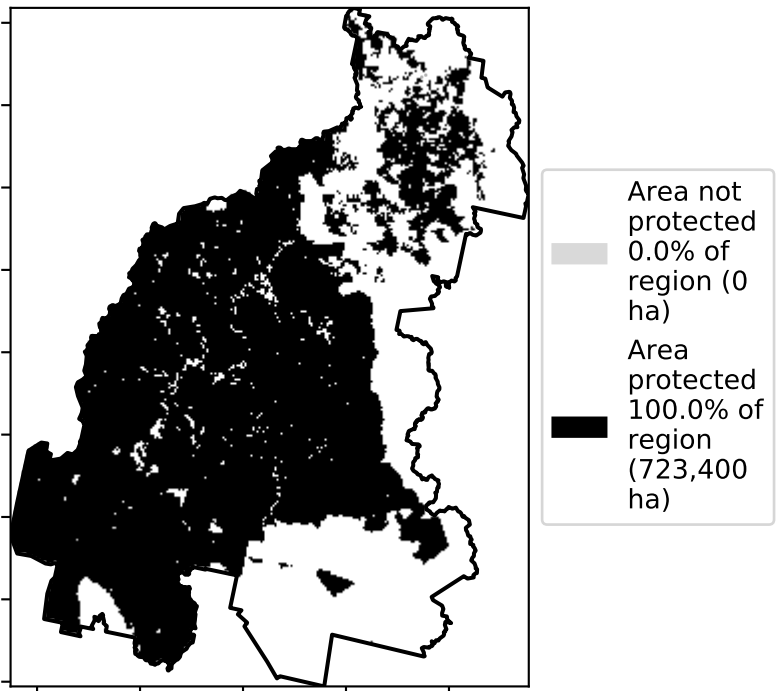 Area not
protected
0.0% of
region (0
ha)
Area
protected
100.0% of
region
(723,400
ha)